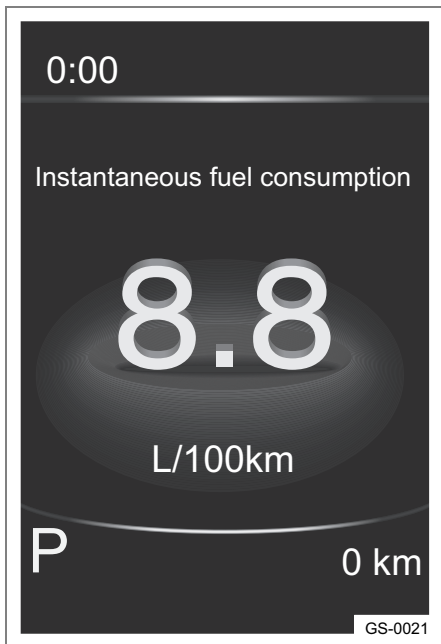 0:00
Instantaneous fuel consumption
8.8
L/100km
P
0 km
GS-0021